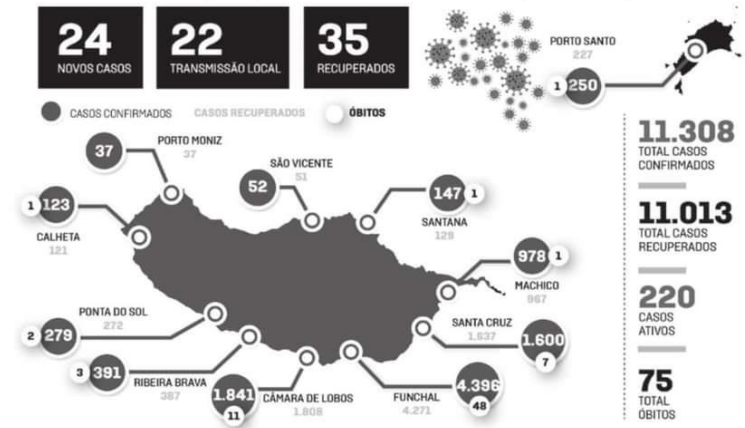 24
NOVOS CASOS
22
TRANSMISSÃO LOCAL
35
RECUPERADOS
PORTO SANTO
227
1 250
CASOS CONFIRMADOS CASOS RECUPERADOS ÓBITOS
37
PORTO MONIZ
37
SÃO VICENTE
51
52
147 1
SANTANA
129
1 123
CALHETA
121
978 1
MACHICO
967
PONTA DO SOL
272
2 279
SANTA CRUZ
1.637
1.600
7
3 391
RIBEIRA BRAVA
387
1.841
11
CÂMARA DE LOBOS
1.808
FUNCHAL
4.271
4.396
48
11.308
TOTAL CASOS
CONFIRMADOS
11.013
TOTAL CASOS
RECUPERADOS
220
CASOS
ATIVOS
75
TOTAL
ÓBITOS